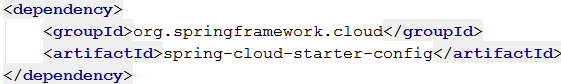 <dependency>
    <groupId>org.springframework.cloud</groupId>
    <artifactId>spring-cloud-starter-config</artifactId>
</dependency>